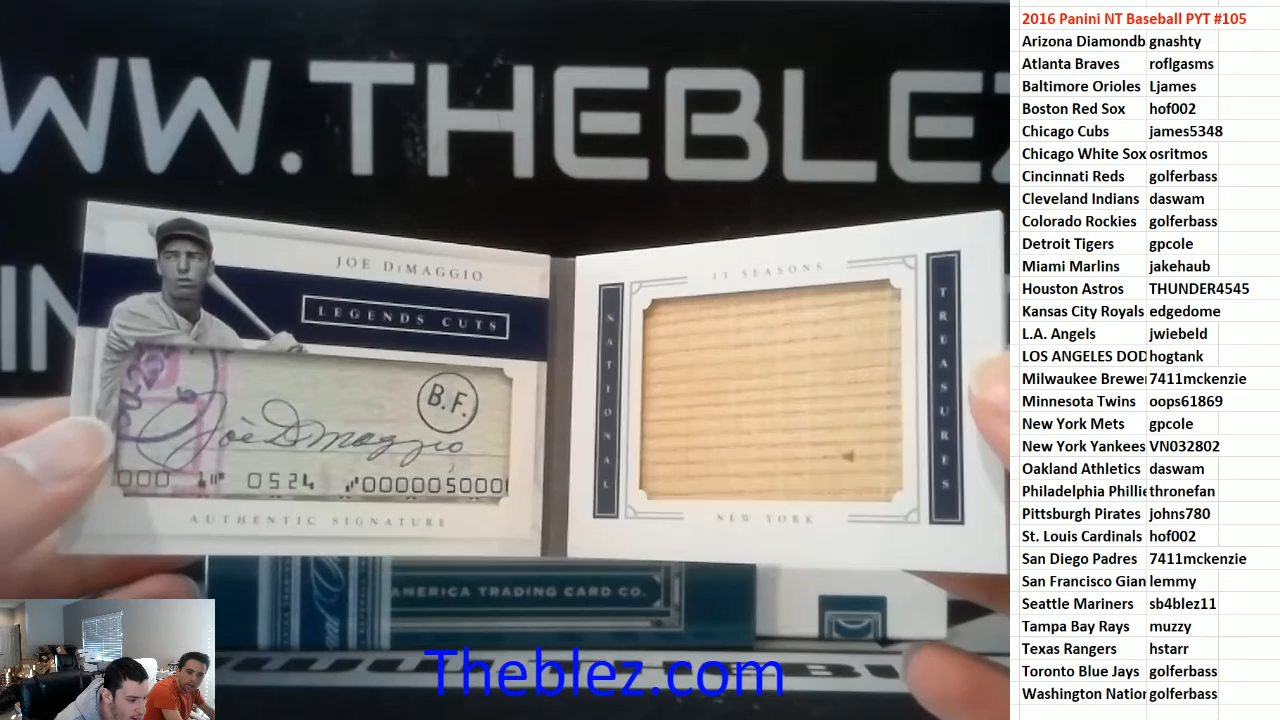 WW.THEBLEZ
IN
JOE DiMAGGIO
LEGENDS CUTS
B.F.
Joe DiMaggio
000 0524 000005000
AUTHENTIC SIGNATURE
13 SEASONS
NATIONAL
TREASURES
NEW YORK
AMERICA TRADING CARD CO.
Theblez.com
2016 Panini NT Baseball PYT #105
Arizona Diamondb gnashty
Atlanta Braves roflgasms
Baltimore Orioles Ljames
Boston Red Sox hof002
Chicago Cubs james5348
Chicago White Sox osritmos
Cincinnati Reds golferbass
Cleveland Indians daswam
Colorado Rockies golferbass
Detroit Tigers gpcole
Miami Marlins jakehaub
Houston Astros THUNDER4545
Kansas City Royals edgedome
L.A. Angels jwiebeld
LOS ANGELES DOD hogtank
Milwaukee Brewer 7411mckenzie
Minnesota Twins oops61869
New York Mets gpcole
New York Yankees VN032802
Oakland Athletics daswam
Philadelphia Phillie thronefan
Pittsburgh Pirates johns780
St. Louis Cardinals hof002
San Diego Padres 7411mckenzie
San Francisco Gian lemmy
Seattle Mariners sb4blez11
Tampa Bay Rays muzzy
Texas Rangers hstarr
Toronto Blue Jays golferbass
Washington Nation golferbass